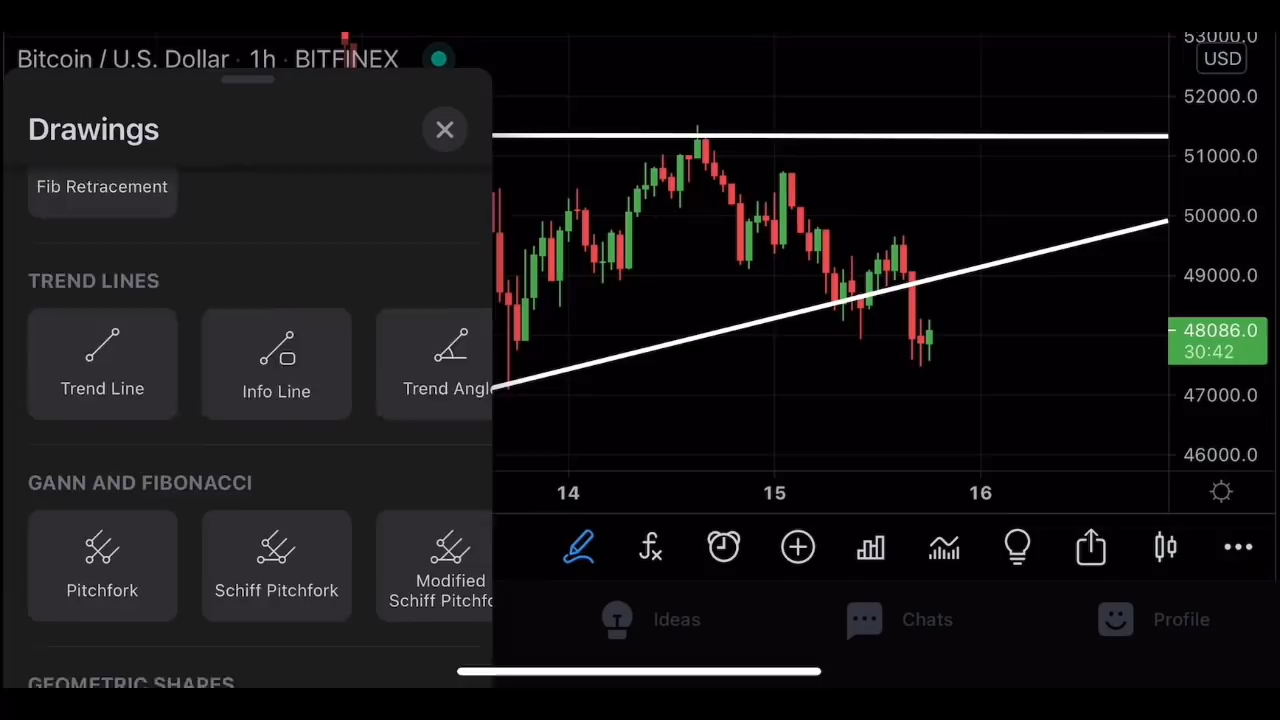 Bitcoin / U.S. Dollar · 1h · BITFINEX
Drawings
Fib Retracement
TREND LINES
Trend Line
Info Line
Trend Angl
GANN AND FIBONACCI
Pitchfork
Schiff Pitchfork
Modified
Schiff Pitchfo
GEOMETRIC SHAPES
53000.0
USD
52000.0
51000.0
50000.0
49000.0
48086.0
30:42
47000.0
46000.0
14
15
16
Ideas
Chats
Profile